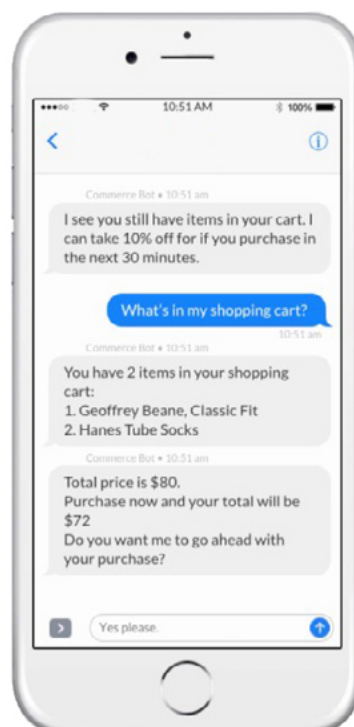 10:51 AM
100%
Commerce Bot • 10:51 am
I see you still have items in your cart. I
can take 10% off for if you purchase in
the next 30 minutes.
What's in my shopping cart?
10:51 am
Commerce Bot • 10:51 am
You have 2 items in your shopping
cart:
1. Geoffrey Beane, Classic Fit
2. Hanes Tube Socks
Commerce Bot • 10:51 am
Total price is $80.
Purchase now and your total will be
$72
Do you want me to go ahead with
your purchase?
Yes please.